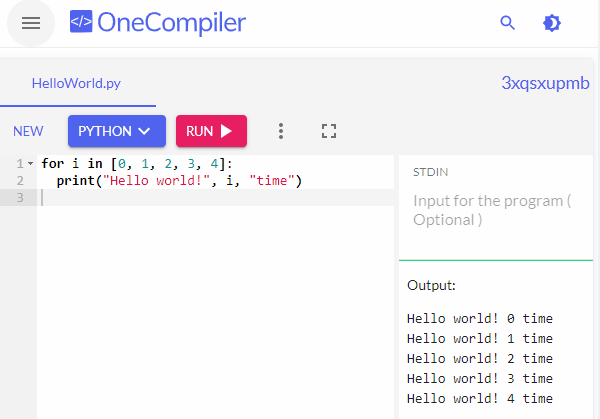 </> OneCompiler
HelloWorld.py
3xqsxupmb
NEW PYTHON RUN
1 for i in [0, 1, 2, 3, 4]:
2   print("Hello world!", i, "time")
3
STDIN
Input for the program (
Optional )
Output:
Hello world! 0 time
Hello world! 1 time
Hello world! 2 time
Hello world! 3 time
Hello world! 4 time